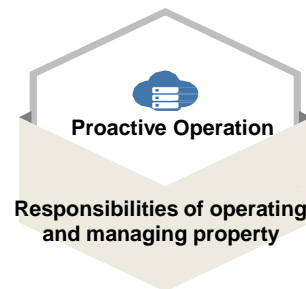 Proactive Operation
Responsibilities of operating
and managing property